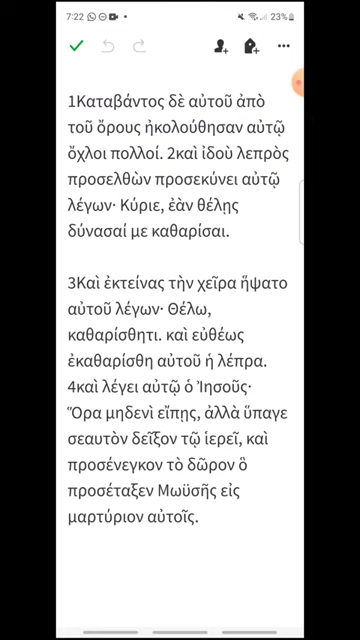 7:22
23%
1Καταβάντος δὲ αὐτοῦ ἀπὸ
τοῦ ὄρους ἠκολούθησαν αὐτῷ
ὄχλοι πολλοί. 2καὶ ἰδοὺ λεπρὸς
προσελθὼν προσεκύνει αὐτῷ
λέγων· Κύριε, ἐὰν θέλῃς
δύνασαί με καθαρίσαι.
3Καὶ ἐκτείνας τὴν χεῖρα ἥψατο
αὐτοῦ λέγων· Θέλω,
καθαρίσθητι. καὶ εὐθέως
ἐκαθαρίσθη αὐτοῦ ἡ λέπρα.
4καὶ λέγει αὐτῷ ὁ Ἰησοῦς·
Ὅρα μηδενὶ εἴπῃς, ἀλλὰ ὕπαγε
σεαυτὸν δεῖξον τῷ ἱερεῖ, καὶ
προσένεγκον τὸ δῶρον ὃ
προσέταξεν Μωϋσῆς εἰς
μαρτύριον αὐτοῖς.